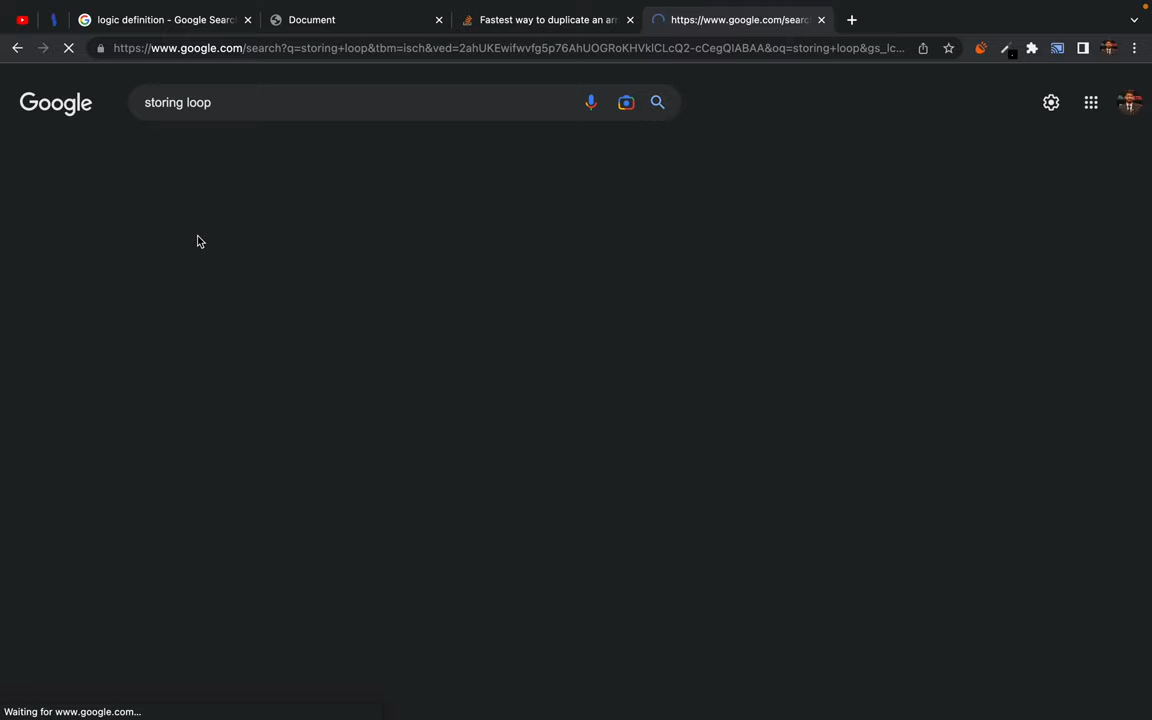 logic definition - Google Searc
Document
Fastest way to duplicate an arr
https://www.google.com/searc
https://www.google.com/search?q=storing+loop&tbm=isch&ved=2ahUKEwifwvfg5p76AhUOGRoKHVklCLcQ2-cCegQIABAA&oq=storing+loop&gs_lc...
Google
storing loop
Waiting for www.google.com...